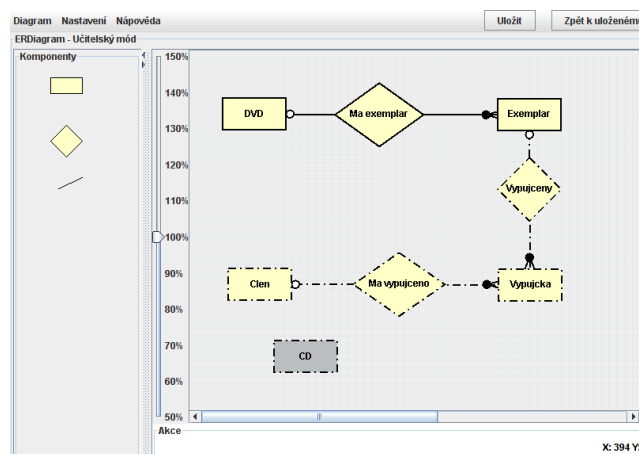 Diagram Nastavení Nápověda
Uložit
Zpět k uloženému
ERDiagram - Učitelský mód
Komponenty
150%
140%
130%
120%
110%
100%
90%
80%
70%
60%
50%
DVD
Ma exemplar
Exemplar
Vypujceny
Clen
Ma vypujceno
Vypujcka
CD
Akce
X: 394 Y: